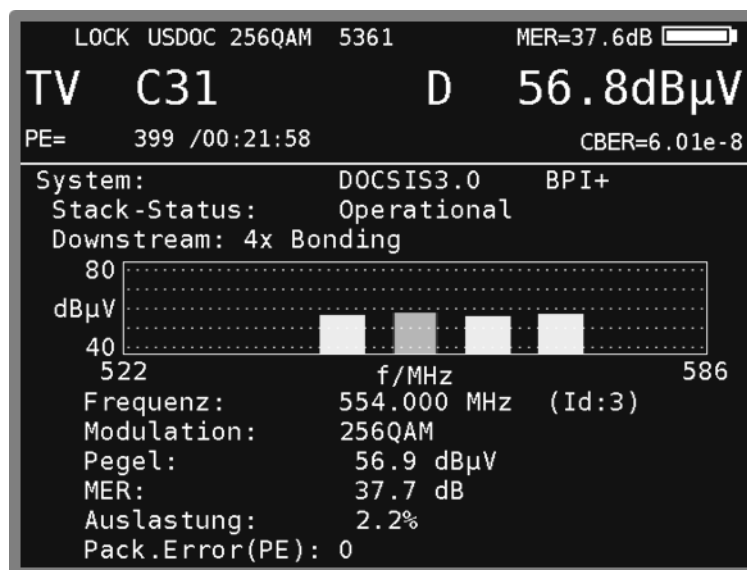 LOCK USDOC 256QAM 5361 MER=37.6dB
TV C31 D 56.8dBµV
PE= 399 /00:21:58 CBER=6.01e-8
System: DOCSIS3.0 BPI+
Stack-Status: Operational
Downstream: 4x Bonding
80
dBµV
40
522 f/MHz 586
Frequenz: 554.000 MHz (Id:3)
Modulation: 256QAM
Pegel: 56.9 dBµV
MER: 37.7 dB
Auslastung: 2.2%
Pack.Error(PE): 0